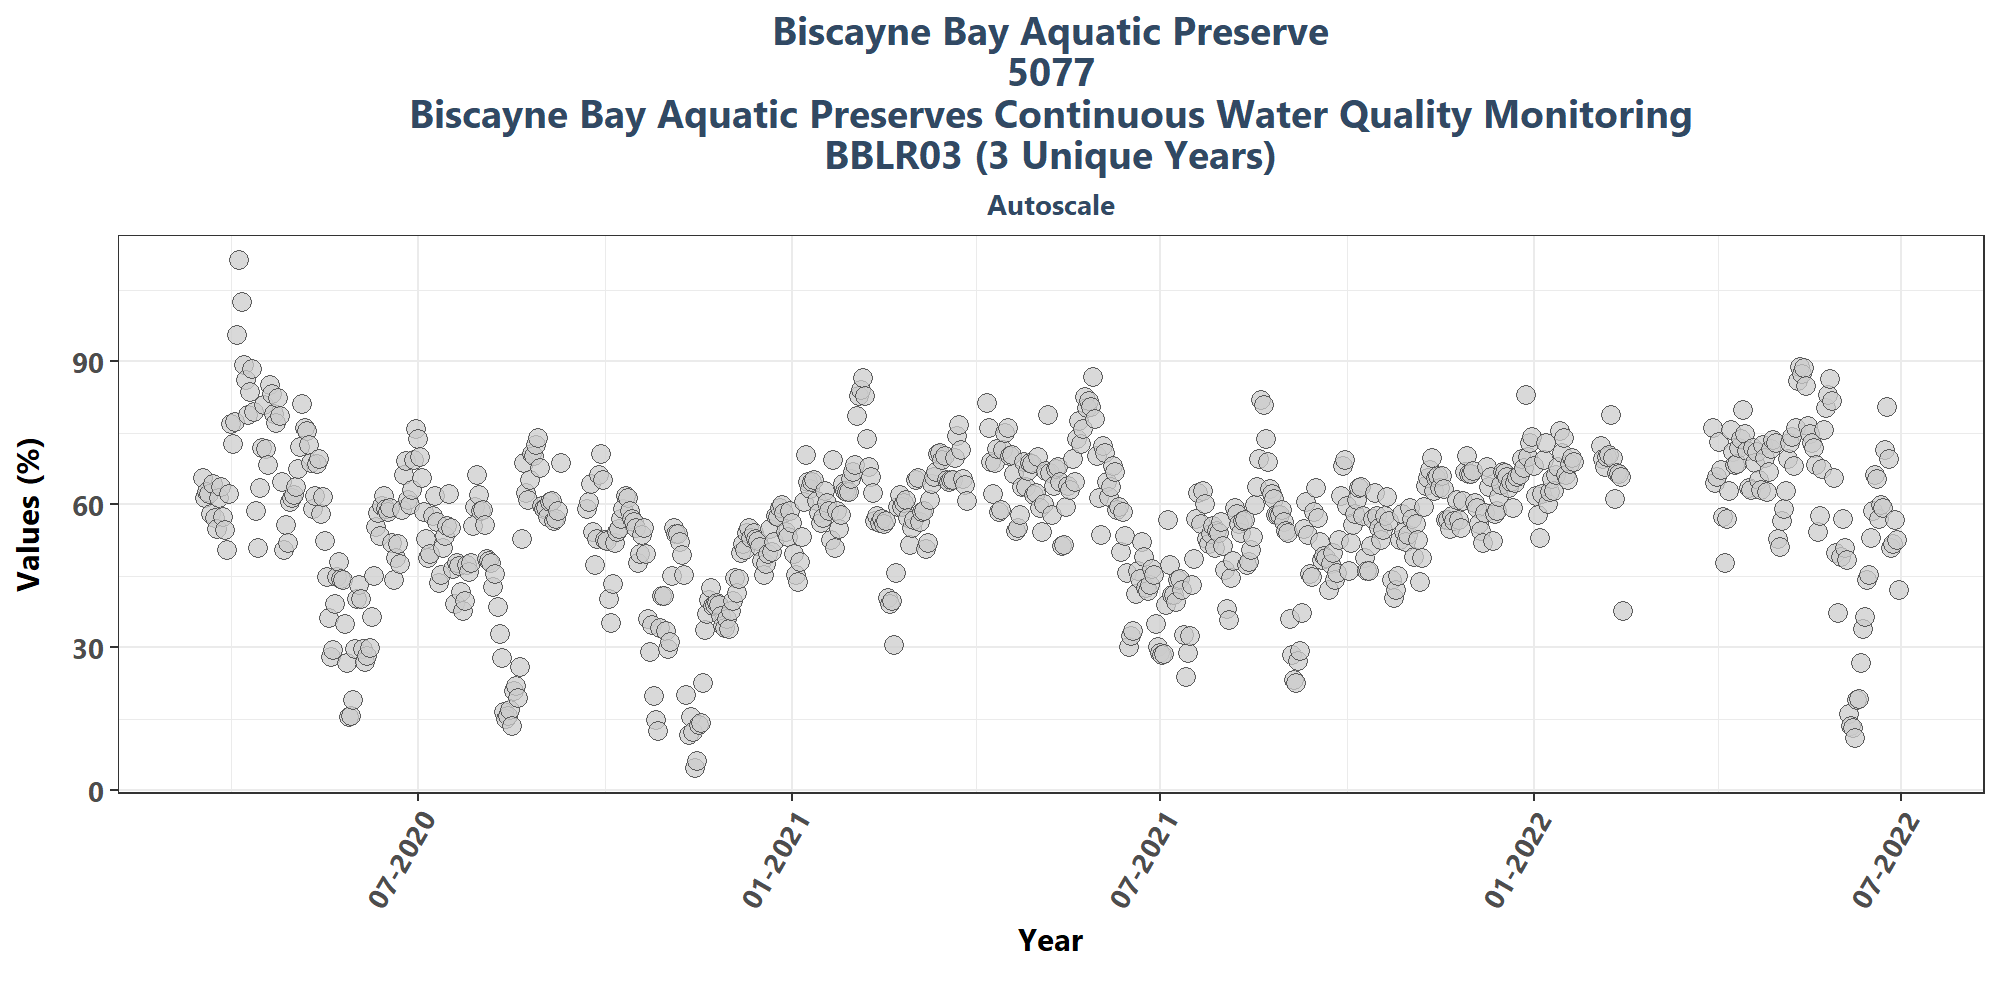 Biscayne Bay Aquatic Preserve
5077
Biscayne Bay Aquatic Preserves Continuous Water Quality Monitoring
BBLR03 (3 Unique Years)
Autoscale
Values (%)
90
60
30
0
07-2020
01-2021
07-2021
01-2022
07-2022
Year